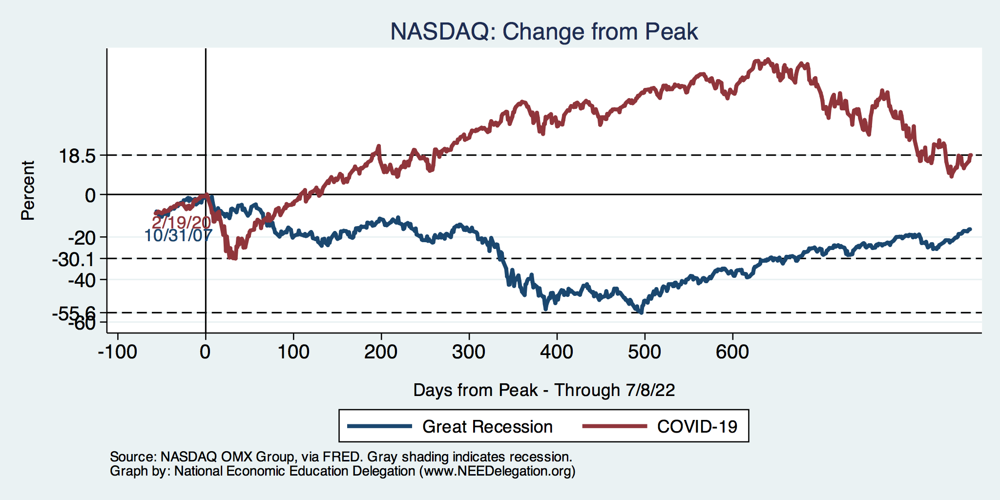 NASDAQ: Change from Peak
Percent
18.5
0
-20
-30.1
-40
-55.6
-60
2/19/20
10/31/07
-100 0 100 200 300 400 500 600
Days from Peak - Through 7/8/22
Great Recession COVID-19
Source: NASDAQ OMX Group, via FRED. Gray shading indicates recession.
Graph by: National Economic Education Delegation (www.NEEDelegation.org)